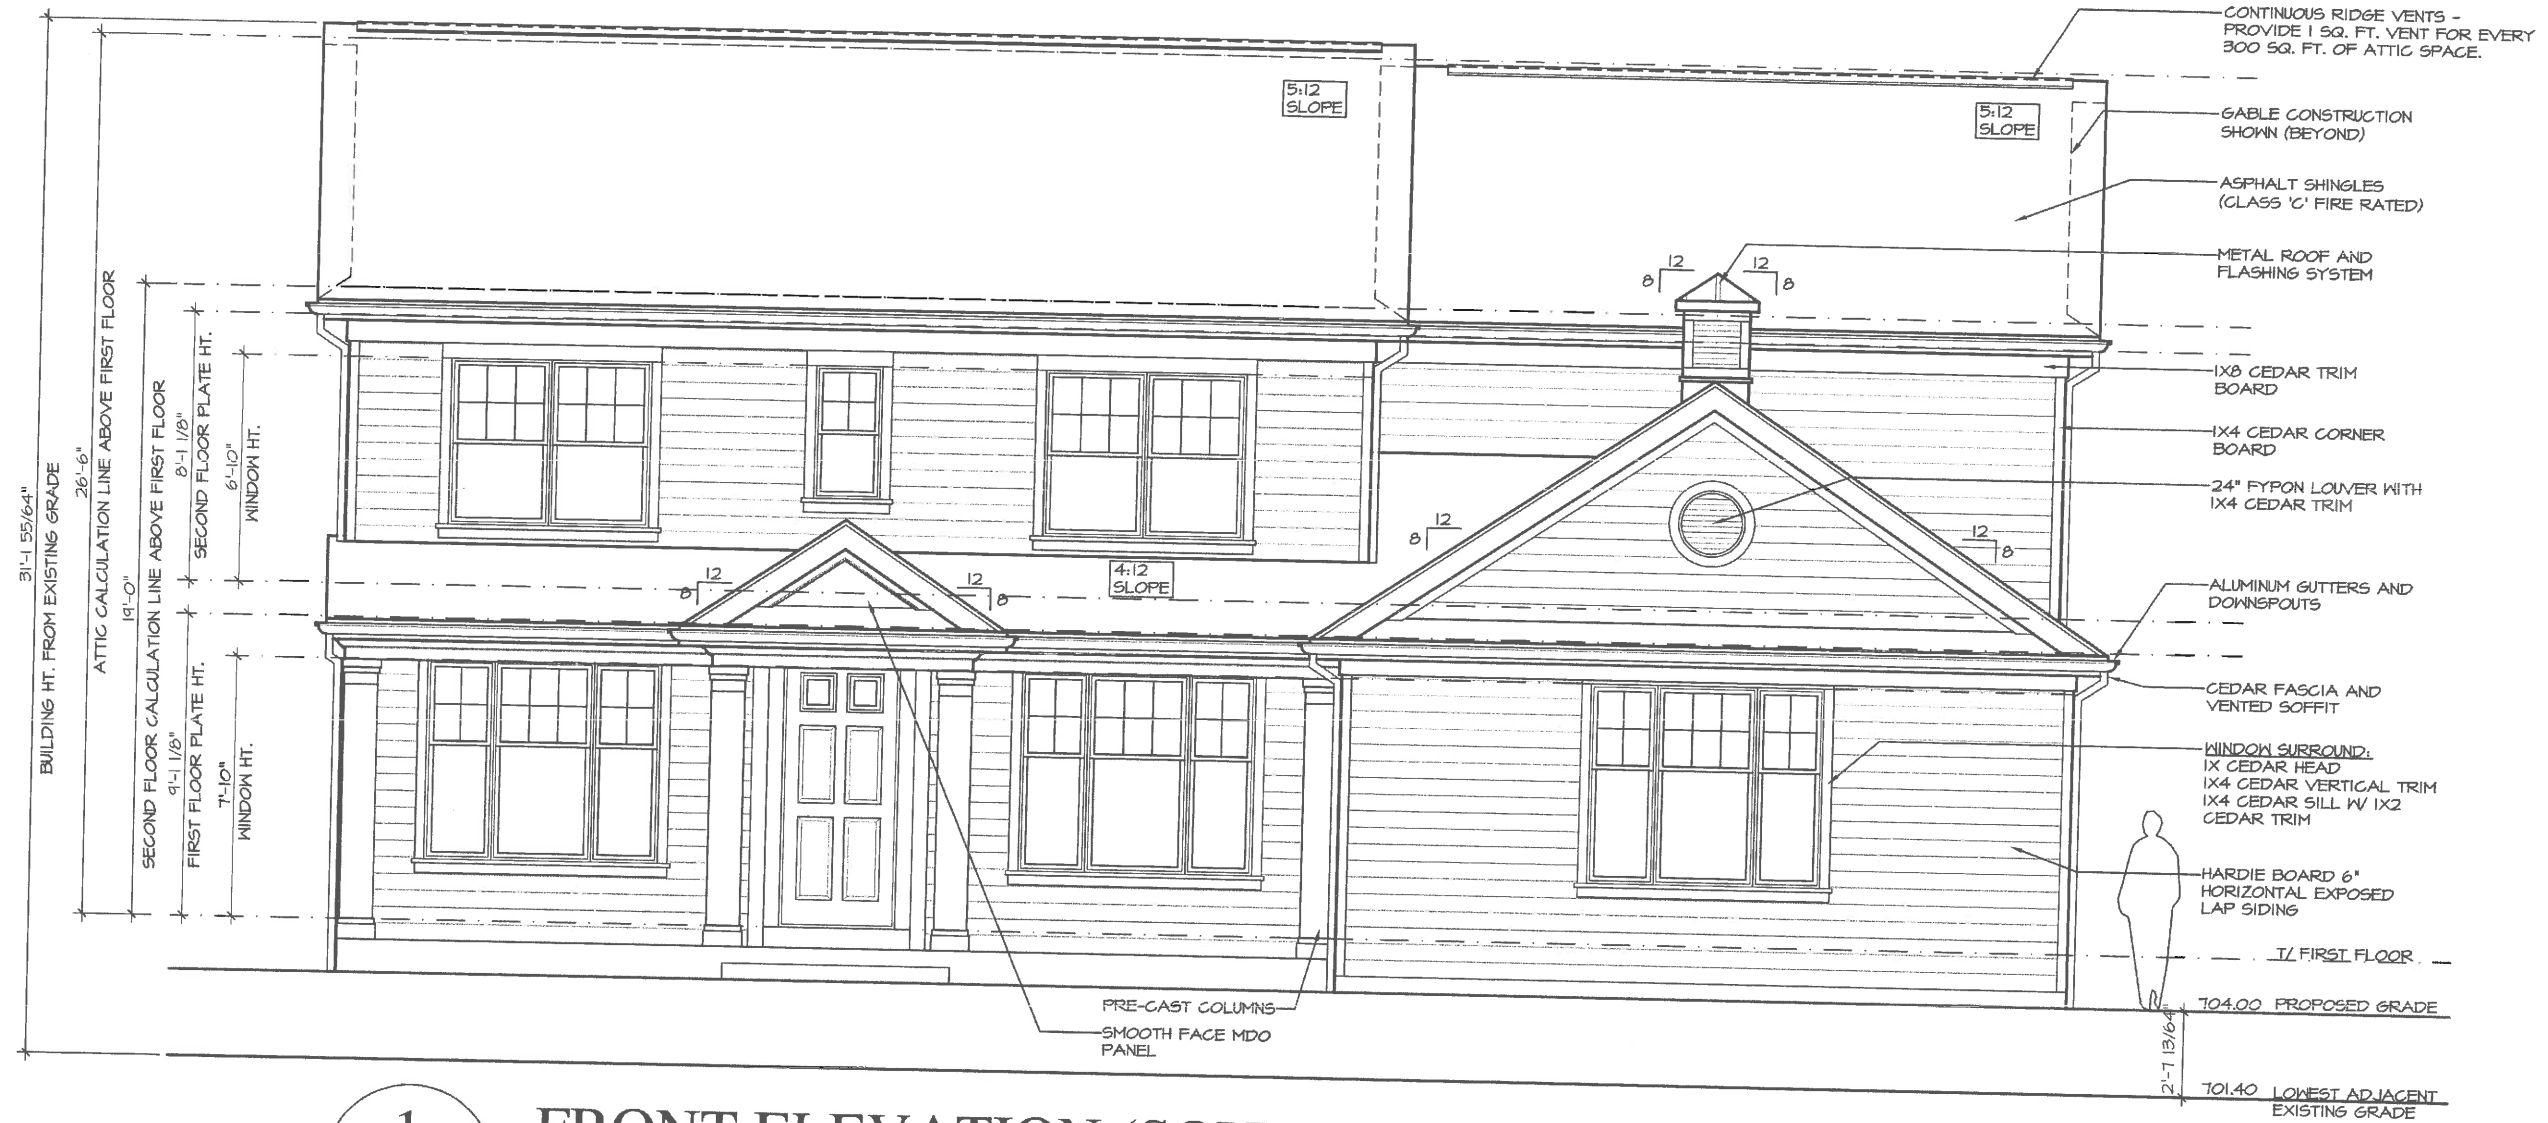 CONTINUOUS RIDGE VENTS -
PROVIDE 1 SQ. FT. VENT FOR EVERY
300 SQ. FT. OF ATTIC SPACE.
5:12
SLOPE
5:12
SLOPE
GABLE CONSTRUCTION
SHOWN (BEYOND)
ASPHALT SHINGLES
(CLASS 'C' FIRE RATED)
METAL ROOF AND
FLASHING SYSTEM
12
8
12
8
1X8 CEDAR TRIM
BOARD
1X4 CEDAR CORNER
BOARD
24" FYPON LOUVER WITH
1X4 CEDAR TRIM
12
8
12
8
12
8
12
8
4:12
SLOPE
ALUMINUM GUTTERS AND
DOWNSPOUTS
CEDAR FASCIA AND
VENTED SOFFIT
WINDOW SURROUND:
1X CEDAR HEAD
1X4 CEDAR VERTICAL TRIM
1X4 CEDAR SILL W/ 1X2
CEDAR TRIM
HARDIE BOARD 6"
HORIZONTAL EXPOSED
LAP SIDING
T/ FIRST FLOOR
704.00 PROPOSED GRADE
2'-7 13/64"
701.40 LOWEST ADJACENT
EXISTING GRADE
PRE-CAST COLUMNS
SMOOTH FACE MDO
PANEL
31'-1 55/64"
BUILDING HT. FROM EXISTING GRADE
26'-6"
ATTIC CALCULATION LINE ABOVE FIRST FLOOR
19'-0"
SECOND FLOOR CALCULATION LINE ABOVE FIRST FLOOR
8'-1 1/8"
SECOND FLOOR PLATE HT.
6'-10"
WINDOW HT.
9'-1 1/8"
FIRST FLOOR PLATE HT.
7'-10"
WINDOW HT.
1
FRONT ELEVATION